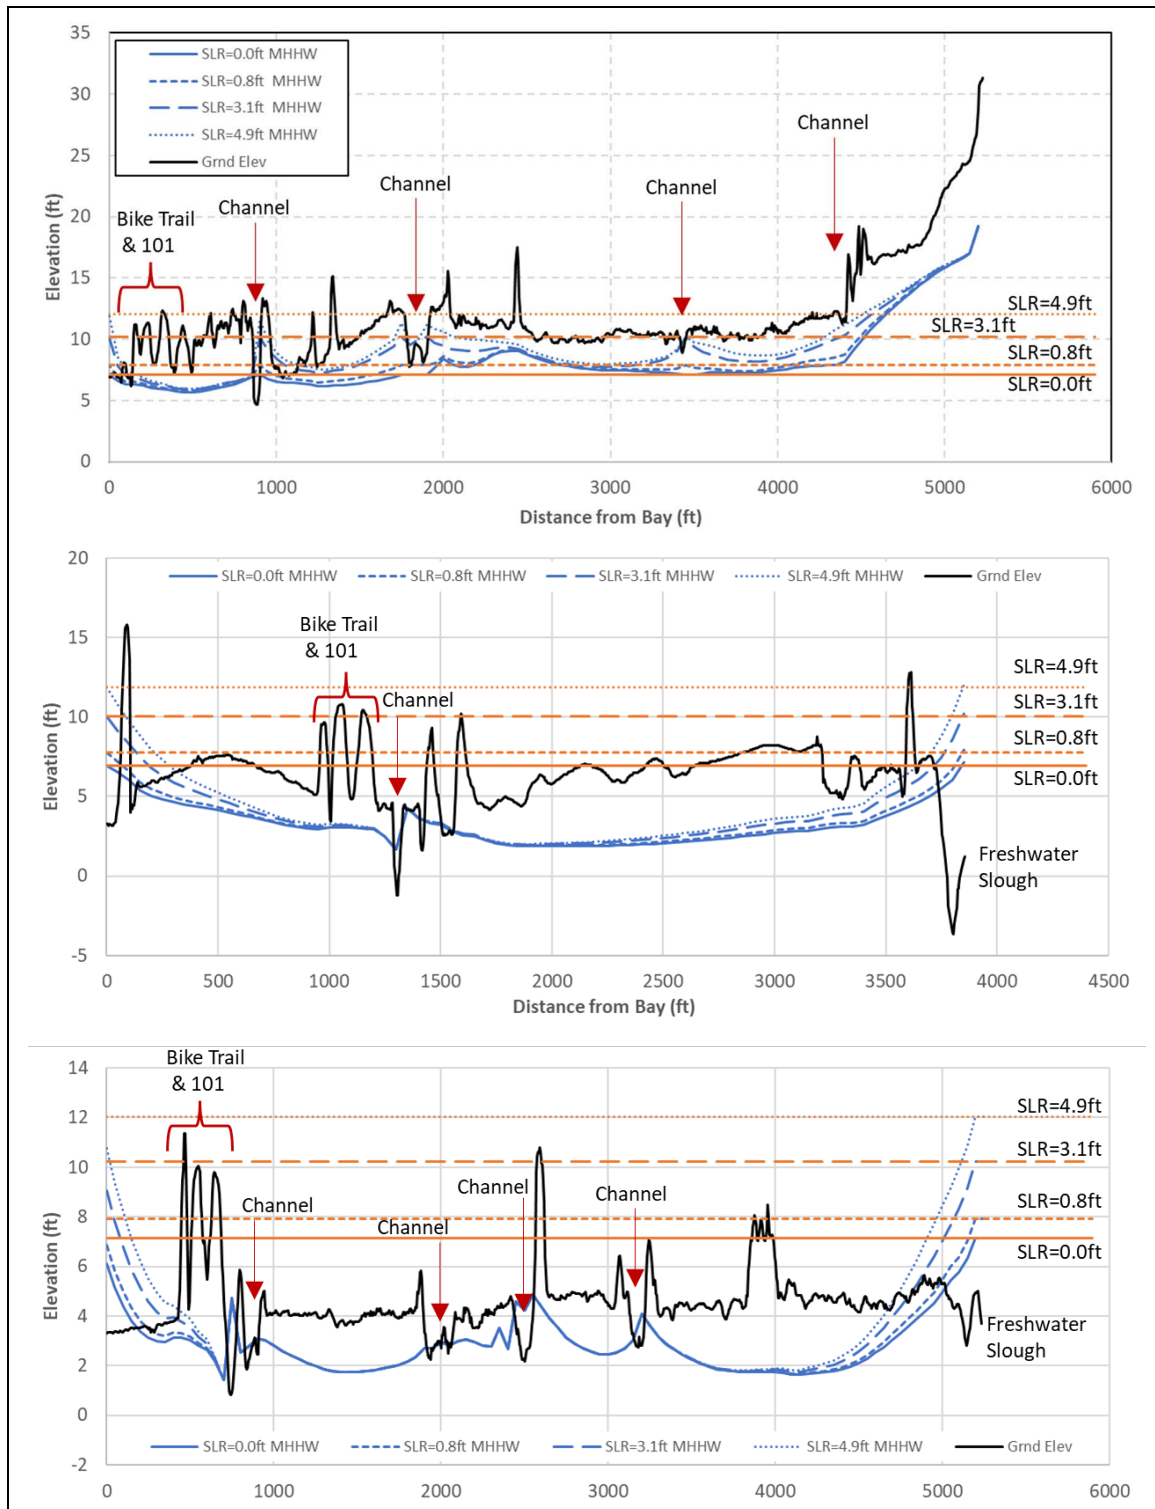 35
30
25
20
15
10
5
0
Elevation (ft)
SLR=0.0ft MHHW
SLR=0.8ft MHHW
SLR=3.1ft MHHW
SLR=4.9ft MHHW
Grnd Elev
Bike Trail
& 101
Channel
Channel
Channel
Channel
SLR=4.9ft
SLR=3.1ft
SLR=0.8ft
SLR=0.0ft
0 1000 2000 3000 4000 5000 6000
Distance from Bay (ft)
20
15
10
5
0
-5
Elevation (ft)
SLR=0.0ft MHHW SLR=0.8ft MHHW SLR=3.1ft MHHW SLR=4.9ft MHHW Grnd Elev
Bike Trail
& 101
Channel
SLR=4.9ft
SLR=3.1ft
SLR=0.8ft
SLR=0.0ft
Freshwater
Slough
0 500 1000 1500 2000 2500 3000 3500 4000 4500
Distance from Bay (ft)
14
12
10
8
6
4
2
0
-2
Elevation (ft)
Bike Trail
& 101
Channel
Channel
Channel
Channel
SLR=4.9ft
SLR=3.1ft
SLR=0.8ft
SLR=0.0ft
Freshwater
Slough
SLR=0.0ft MHHW SLR=0.8ft MHHW SLR=3.1ft MHHW SLR=4.9ft MHHW Grnd Elev
0 1000 2000 3000 4000 5000 6000